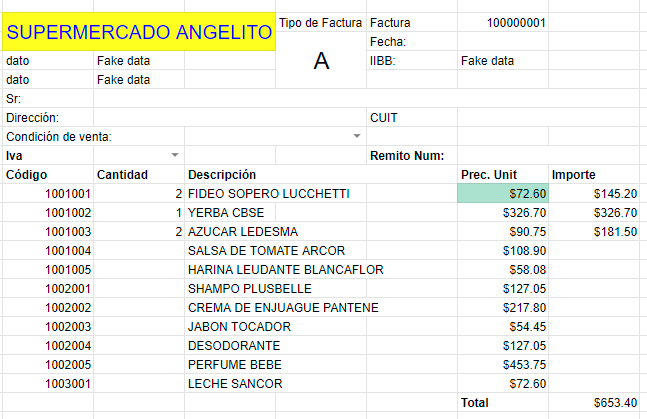 SUPERMERCADO ANGELITO Tipo de Factura Factura 100000001
A Fecha:
dato Fake data IIBB: Fake data
dato Fake data
Sr:
Dirección: CUIT
Condición de venta:
Iva Remito Num:
Código Cantidad Descripción Prec. Unit Importe
1001001 2 FIDEO SOPERO LUCCHETTI $72.60 $145.20
1001002 1 YERBA CBSE $326.70 $326.70
1001003 2 AZUCAR LEDESMA $90.75 $181.50
1001004 SALSA DE TOMATE ARCOR $108.90
1001005 HARINA LEUDANTE BLANCAFLOR $58.08
1002001 SHAMPO PLUSBELLE $127.05
1002002 CREMA DE ENJUAGUE PANTENE $217.80
1002003 JABON TOCADOR $54.45
1002004 DESODORANTE $127.05
1002005 PERFUME BEBE $453.75
1003001 LECHE SANCOR $72.60
Total $653.40